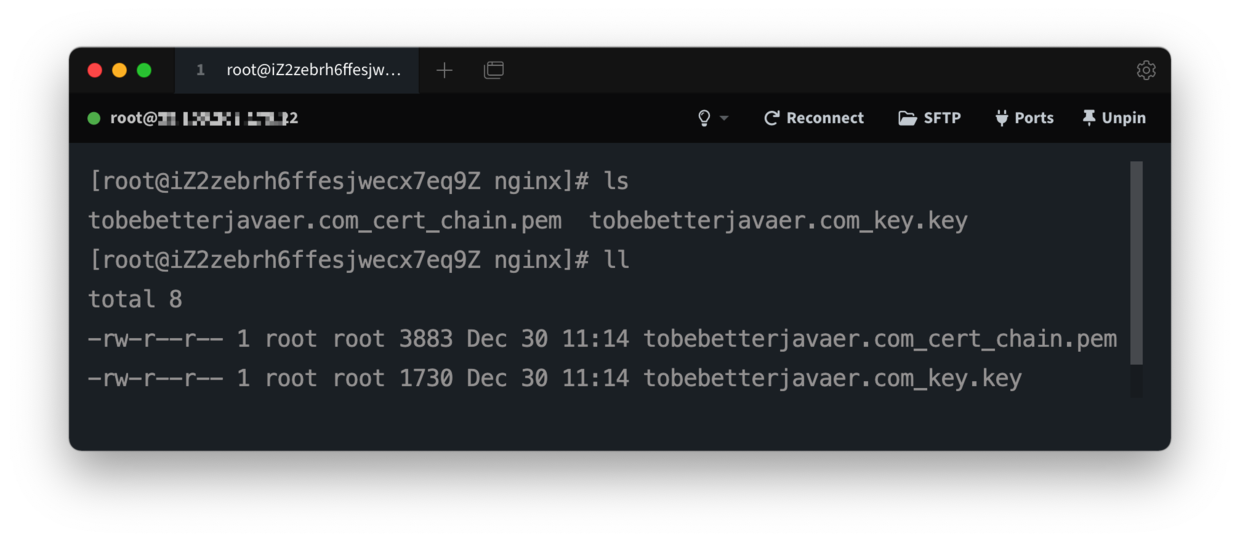 1 root@iZ2zebrh6ffesjw...
root@
Reconnect SFTP Ports Unpin
[root@iZ2zebrh6ffesjwecx7eq9Z nginx]# ls
tobebetterjavaer.com_cert_chain.pem tobebetterjavaer.com_key.key
[root@iZ2zebrh6ffesjwecx7eq9Z nginx]# ll
total 8
-rw-r--r-- 1 root root 3883 Dec 30 11:14 tobebetterjavaer.com_cert_chain.pem
-rw-r--r-- 1 root root 1730 Dec 30 11:14 tobebetterjavaer.com_key.key